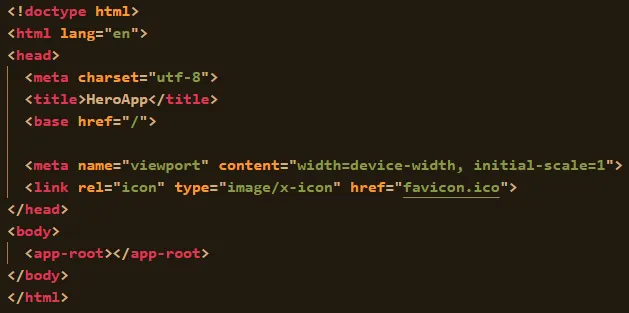 <!doctype html>
<html lang="en">
<head>
  <meta charset="utf-8">
  <title>HeroApp</title>
  <base href="/">

  <meta name="viewport" content="width=device-width, initial-scale=1">
  <link rel="icon" type="image/x-icon" href="favicon.ico">
</head>
<body>
  <app-root></app-root>
</body>
</html>